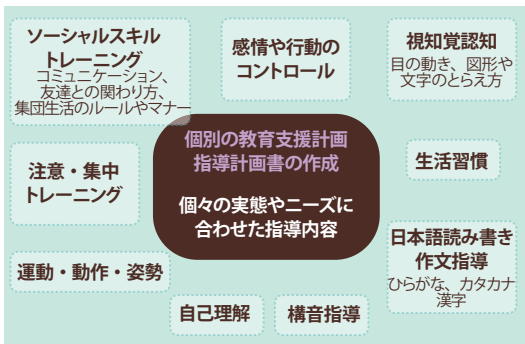 ソーシャルスキル
トレーニング
コミュニケーション、
友達との関わり方、
集団生活のルールやマナー
感情や行動の
コントロール
視知覚認知
目の動き、図形や
文字のとらえ方
個別の教育支援計画
指導計画書の作成
個々の実態やニーズに
合わせた指導内容
注意・集中
トレーニング
生活習慣
運動・動作・姿勢
日本語読み書き
作文指導
ひらがな、カタカナ
漢字
自己理解
構音指導